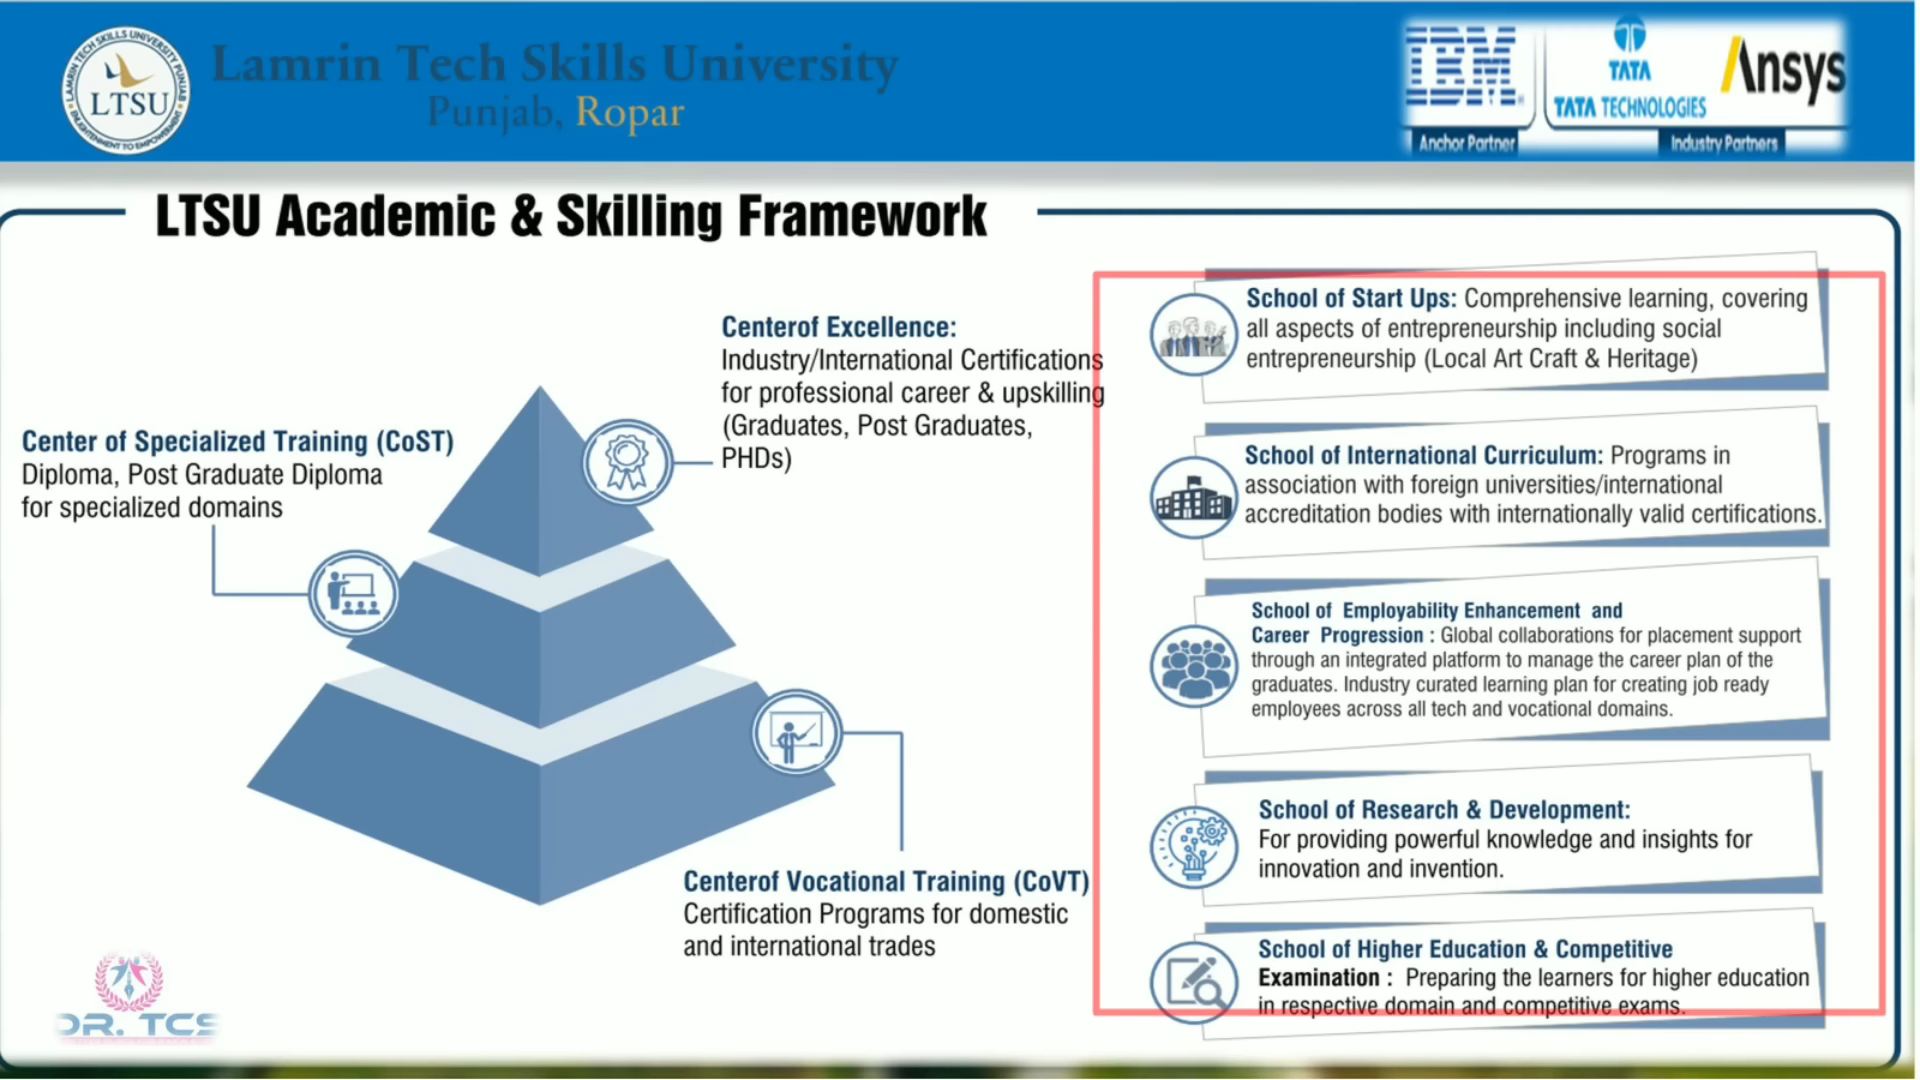 LAMRIN TECH SKILLS UNIVERSITY PUNJAB
LTSU
ENLIGHTENMENT TO EMPOWERMENT
Lamrin Tech Skills University
Punjab, Ropar
IBM
Anchor Partner
TATA
TATA TECHNOLOGIES
Ansys
Industry Partners
LTSU Academic & Skilling Framework
Center of Specialized Training (CoST)
Diploma, Post Graduate Diploma
for specialized domains
Centerof Excellence:
Industry/International Certifications
for professional career & upskilling
(Graduates, Post Graduates,
PHDs)
Centerof Vocational Training (CoVT)
Certification Programs for domestic
and international trades
School of Start Ups: Comprehensive learning, covering
all aspects of entrepreneurship including social
entrepreneurship (Local Art Craft & Heritage)
School of International Curriculum: Programs in
association with foreign universities/international
accreditation bodies with internationally valid certifications.
School of Employability Enhancement and
Career Progression : Global collaborations for placement support
through an integrated platform to manage the career plan of the
graduates. Industry curated learning plan for creating job ready
employees across all tech and vocational domains.
School of Research & Development:
For providing powerful knowledge and insights for
innovation and invention.
School of Higher Education & Competitive
Examination : Preparing the learners for higher education
in respective domain and competitive exams.
DR. TCS